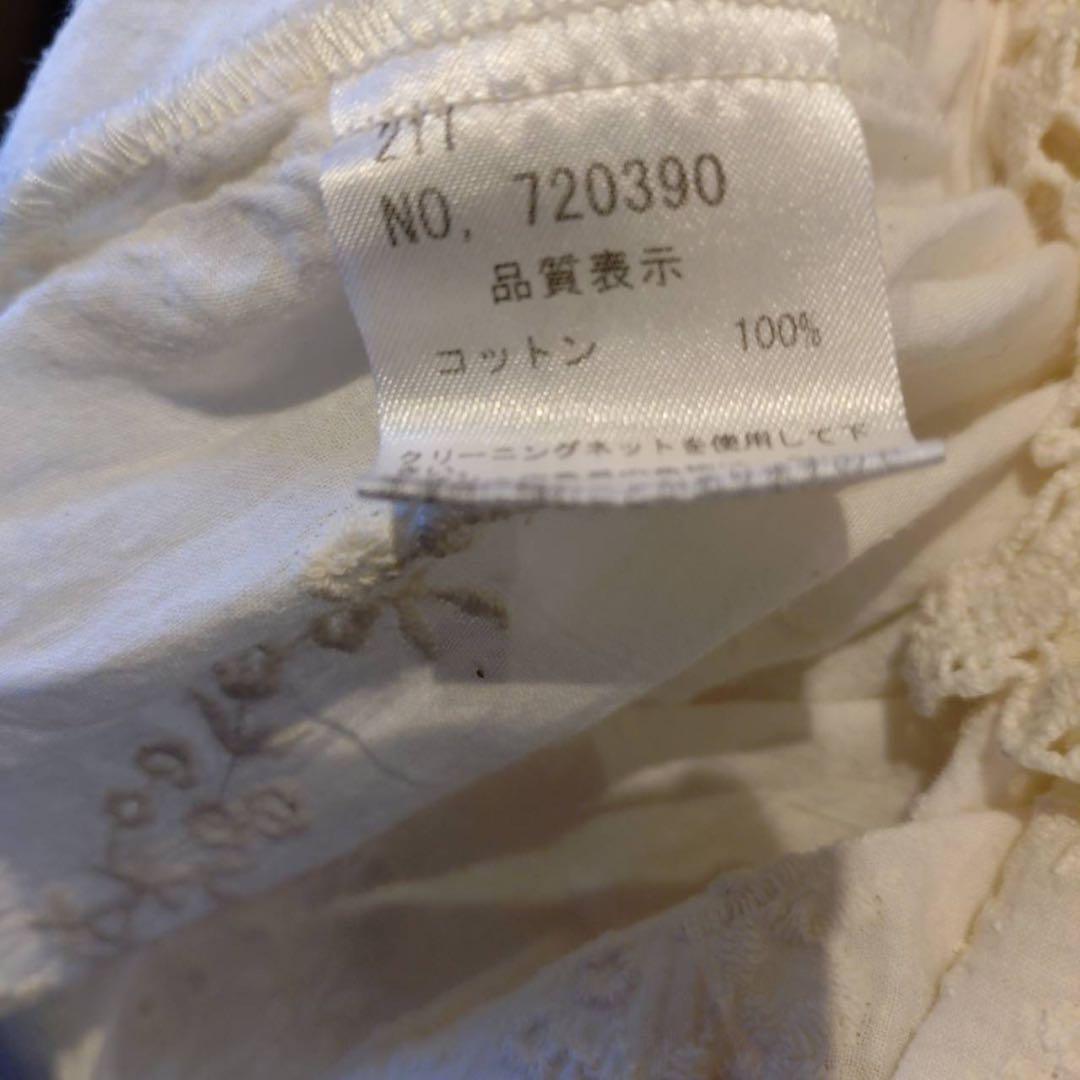 211
NO. 720390
品質表示
コットン 100%
クリーニングネットを使用して下